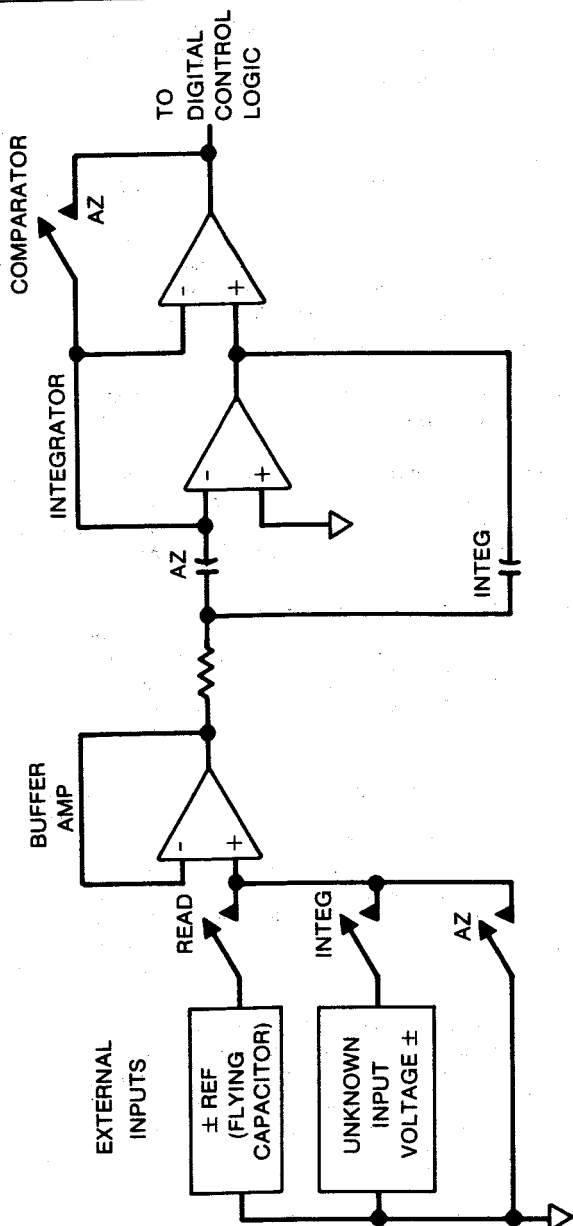 EXTERNAL
INPUTS
± REF
(FLYING
CAPACITOR)
UNKNOWN
INPUT
VOLTAGE ±
READ
INTEG
AZ
BUFFER
AMP
-
+
AZ
INTEG
INTEGRATOR
-
+
COMPARATOR
AZ
-
+
TO
DIGITAL
CONTROL
LOGIC